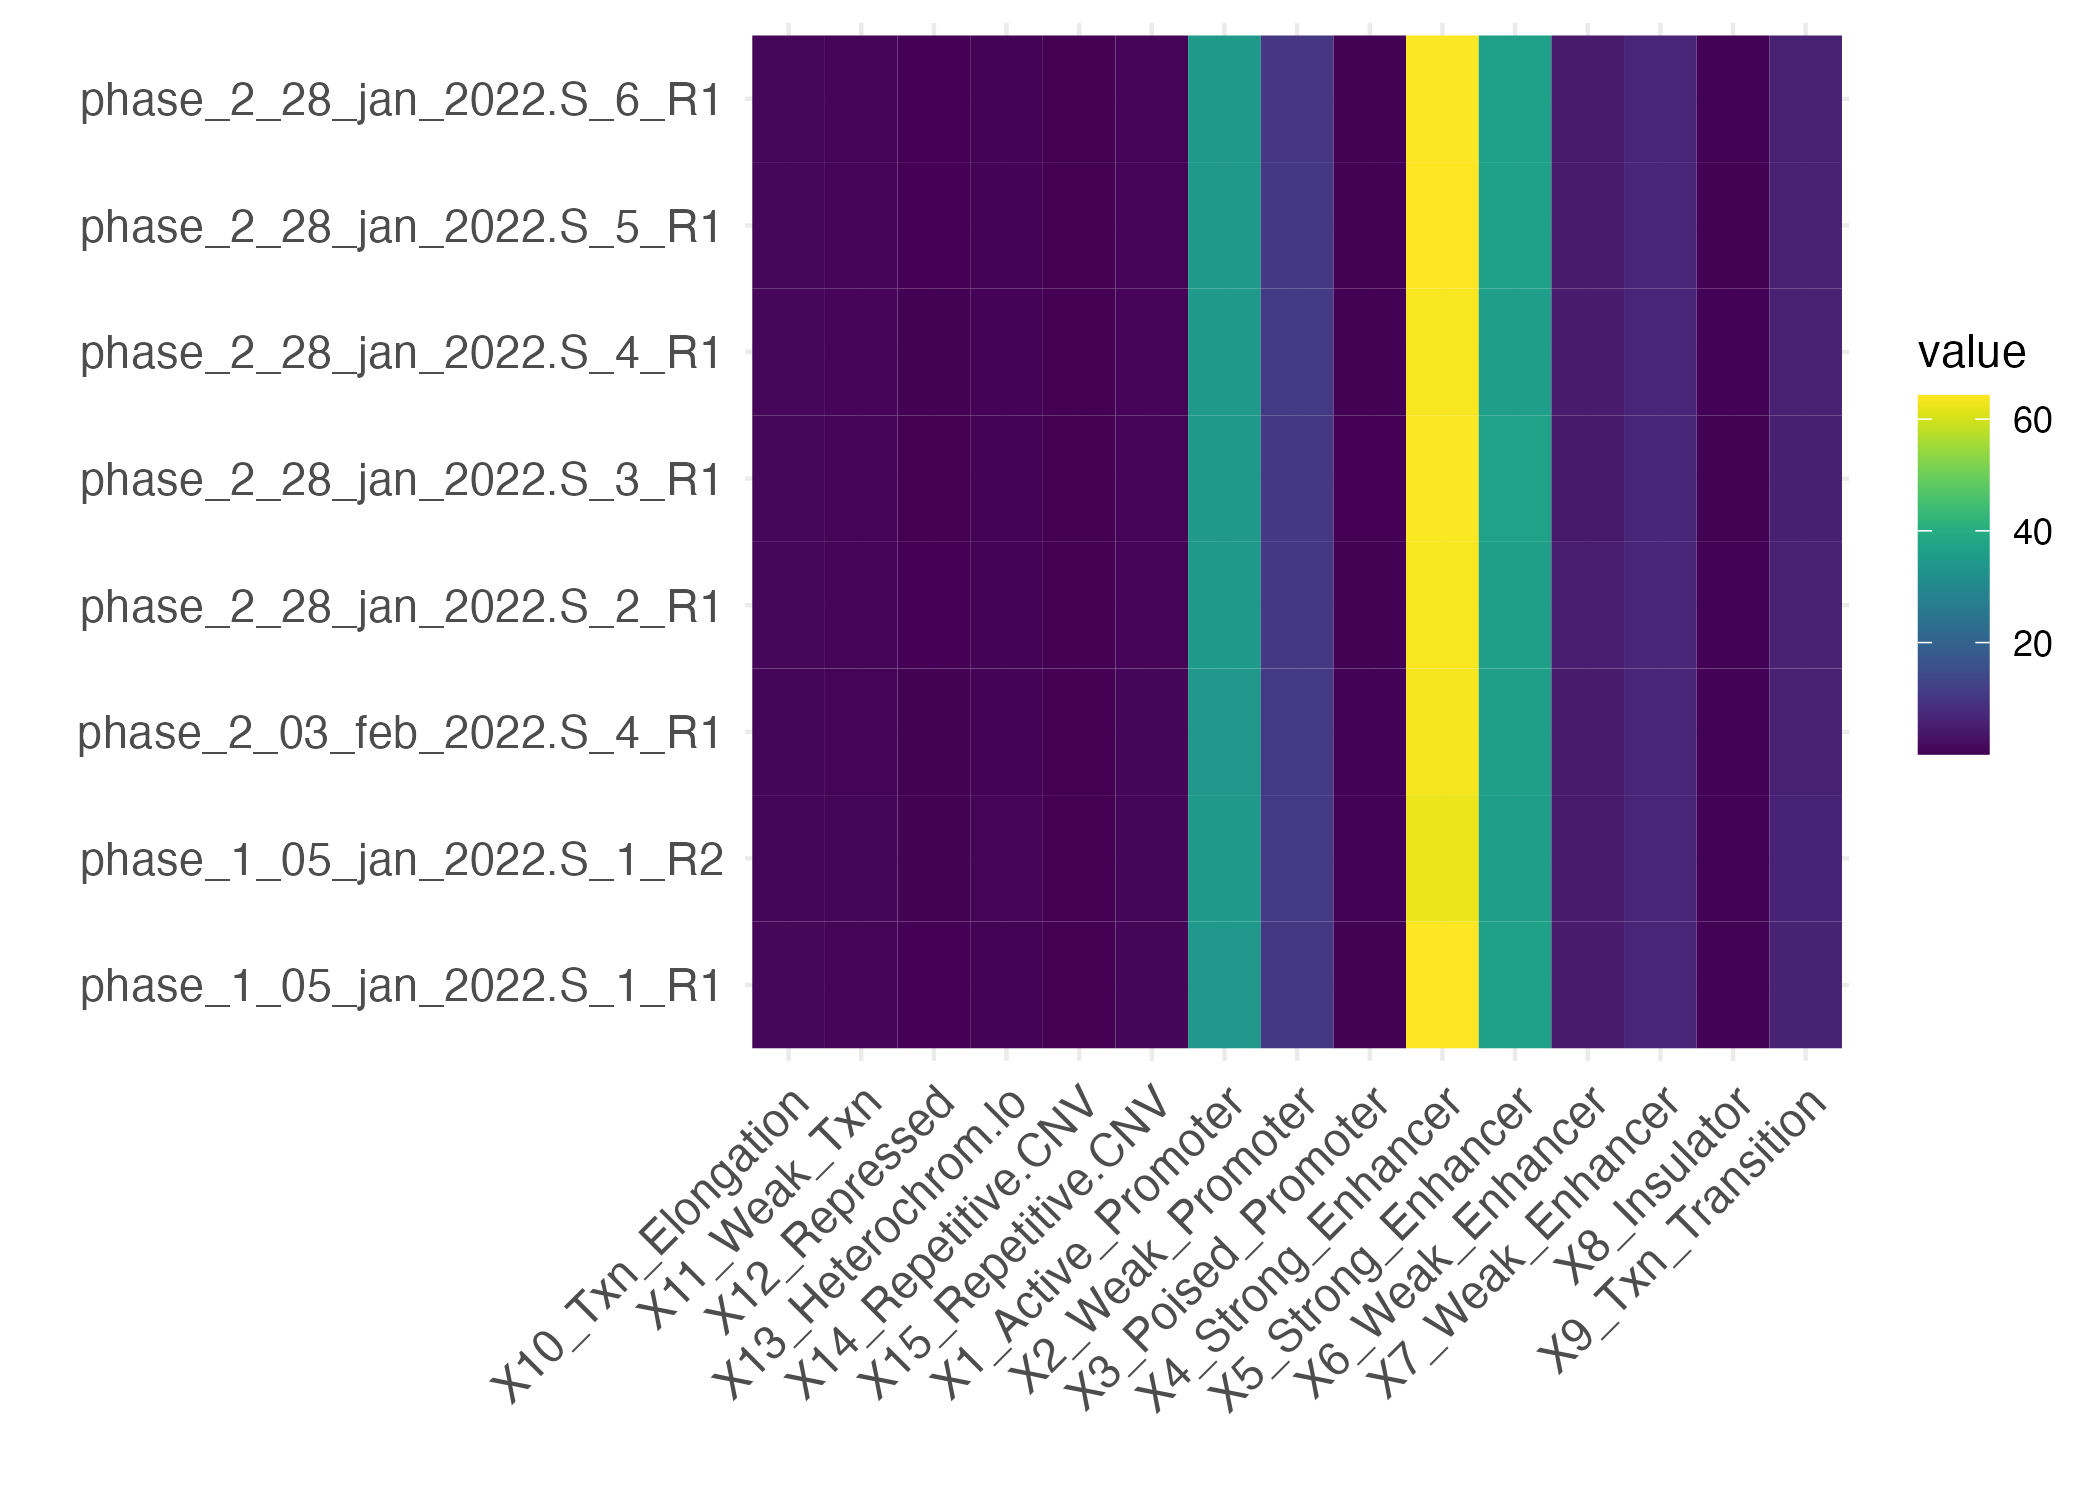 phase_2_28_jan_2022.S_6_R1
phase_2_28_jan_2022.S_5_R1
phase_2_28_jan_2022.S_4_R1
phase_2_28_jan_2022.S_3_R1
phase_2_28_jan_2022.S_2_R1
phase_2_03_feb_2022.S_4_R1
phase_1_05_jan_2022.S_1_R2
phase_1_05_jan_2022.S_1_R1
X10_Txn_Elongation
X11_Weak_Txn
X12_Repressed
X13_Heterochrom.lo
X14_Repetitive.CNV
X15_Repetitive.CNV
X1_Active_Promoter
X2_Weak_Promoter
X3_Poised_Promoter
X4_Strong_Enhancer
X5_Strong_Enhancer
X6_Weak_Enhancer
X7_Weak_Enhancer
X8_Insulator
X9_Txn_Transition
value
60
40
20